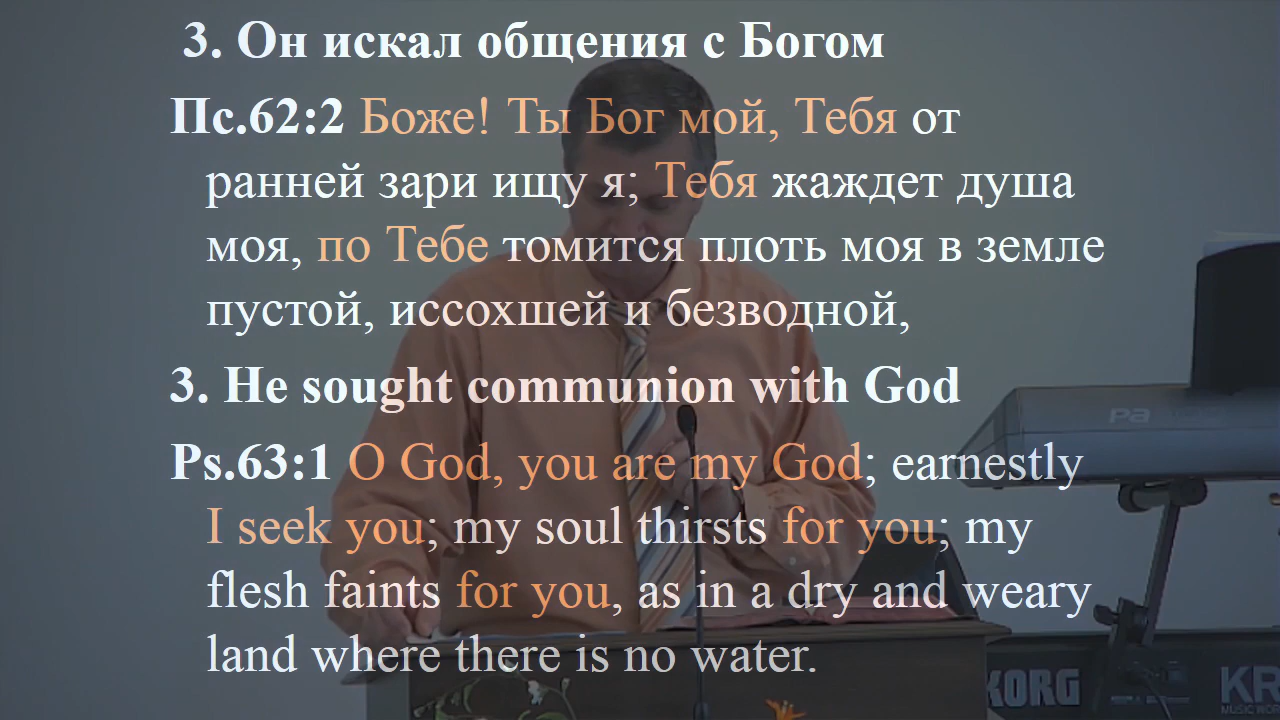 3. Он искал общения с Богом
Пс.62:2 Боже! Ты Бог мой, Тебя от
ранней зари ищу я; Тебя жаждет душа
моя, по Тебе томится плоть моя в земле
пустой, иссохшей и безводной,
3. He sought communion with God
Ps.63:1 O God, you are my God; earnestly
I seek you; my soul thirsts for you; my
flesh faints for you, as in a dry and weary
land where there is no water.
pa
KORG
KR